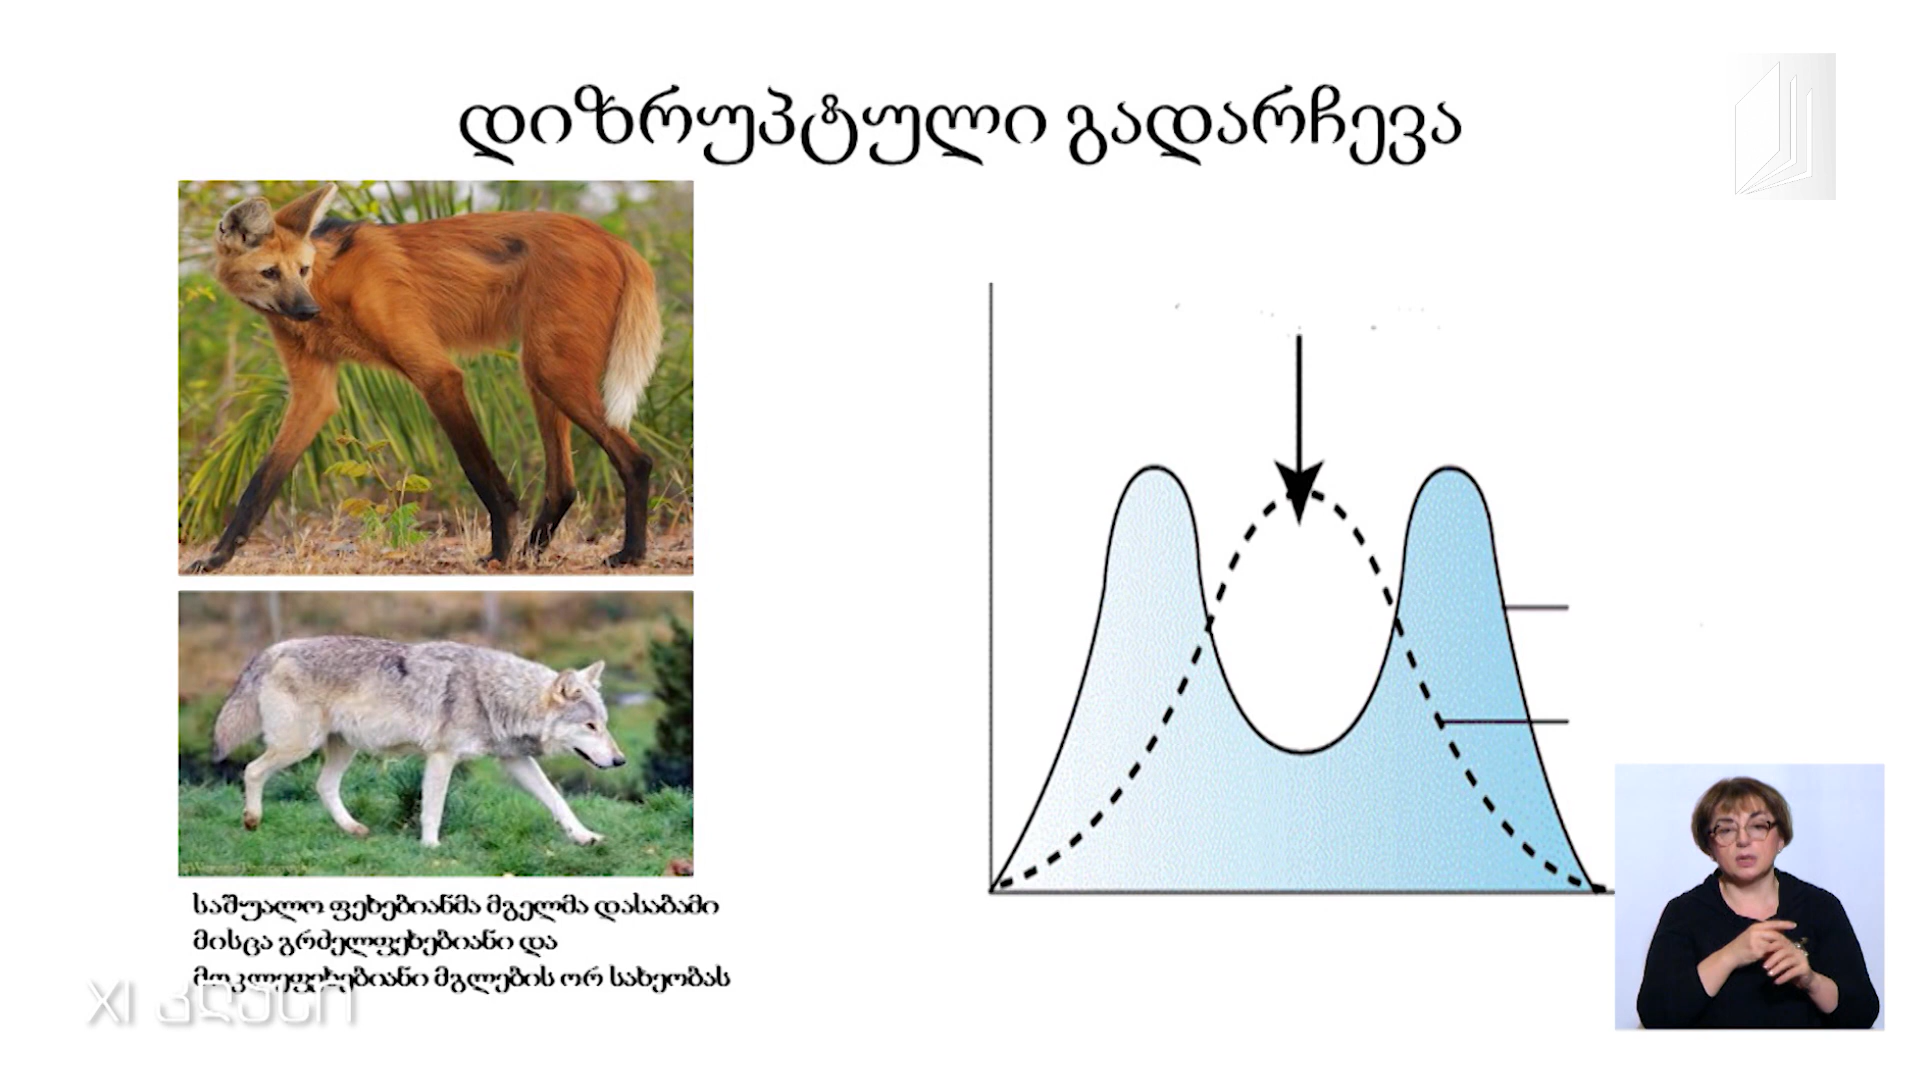 დიზრუპტული გადარჩევა
საშუალო ფეხებიანმა მგელმა დასაბამი
მისცა გრძელფეხებიანი და
მოკლეფეხებიანი მგლების ორ სახეობას
XI კლასი